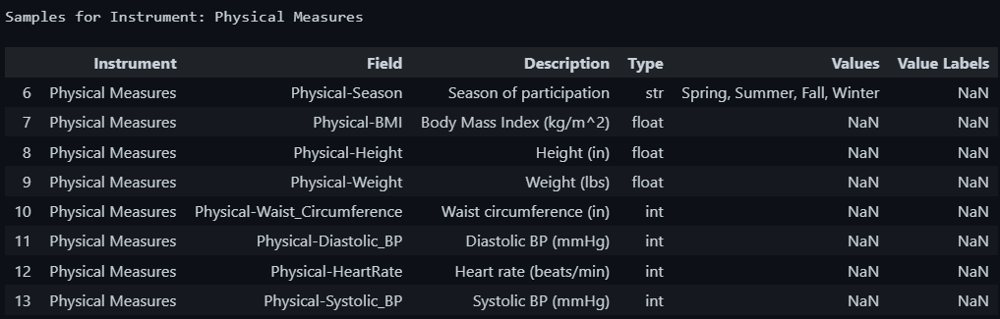 Samples for Instrument: Physical Measures
Instrument Field Description Type Values Value Labels
6 Physical Measures Physical-Season Season of participation str Spring, Summer, Fall, Winter NaN
7 Physical Measures Physical-BMI Body Mass Index (kg/m^2) float NaN NaN
8 Physical Measures Physical-Height Height (in) float NaN NaN
9 Physical Measures Physical-Weight Weight (lbs) float NaN NaN
10 Physical Measures Physical-Waist_Circumference Waist circumference (in) int NaN NaN
11 Physical Measures Physical-Diastolic_BP Diastolic BP (mmHg) int NaN NaN
12 Physical Measures Physical-HeartRate Heart rate (beats/min) int NaN NaN
13 Physical Measures Physical-Systolic_BP Systolic BP (mmHg) int NaN NaN